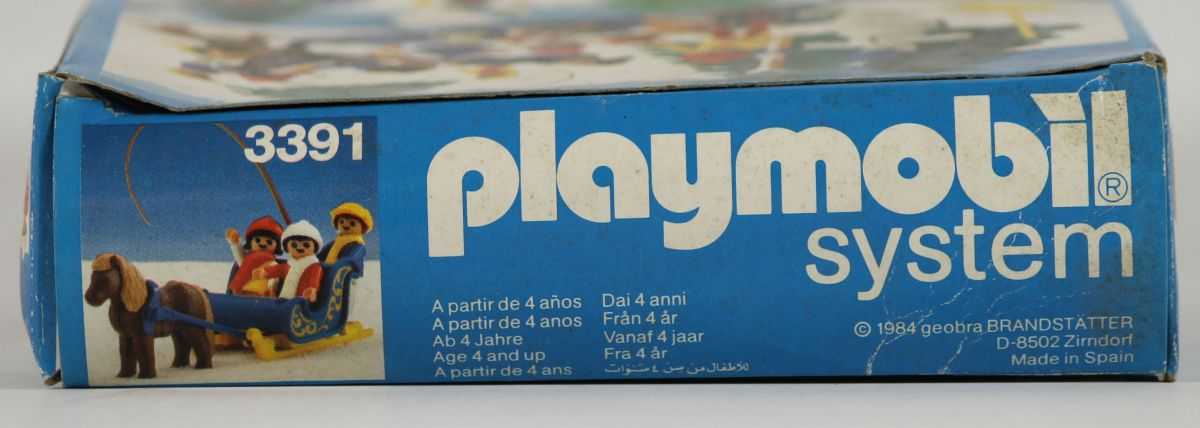 3391
playmobil®
system
A partir de 4 años
A partir de 4 anos
Ab 4 Jahre
Age 4 and up
A partir de 4 ans
Dai 4 anni
Från 4 år
Vanaf 4 jaar
Fra 4 år
للأطفال من سن ٤ سنوات
© 1984 geobra BRANDSTÄTTER
D-8502 Zirndorf
Made in Spain